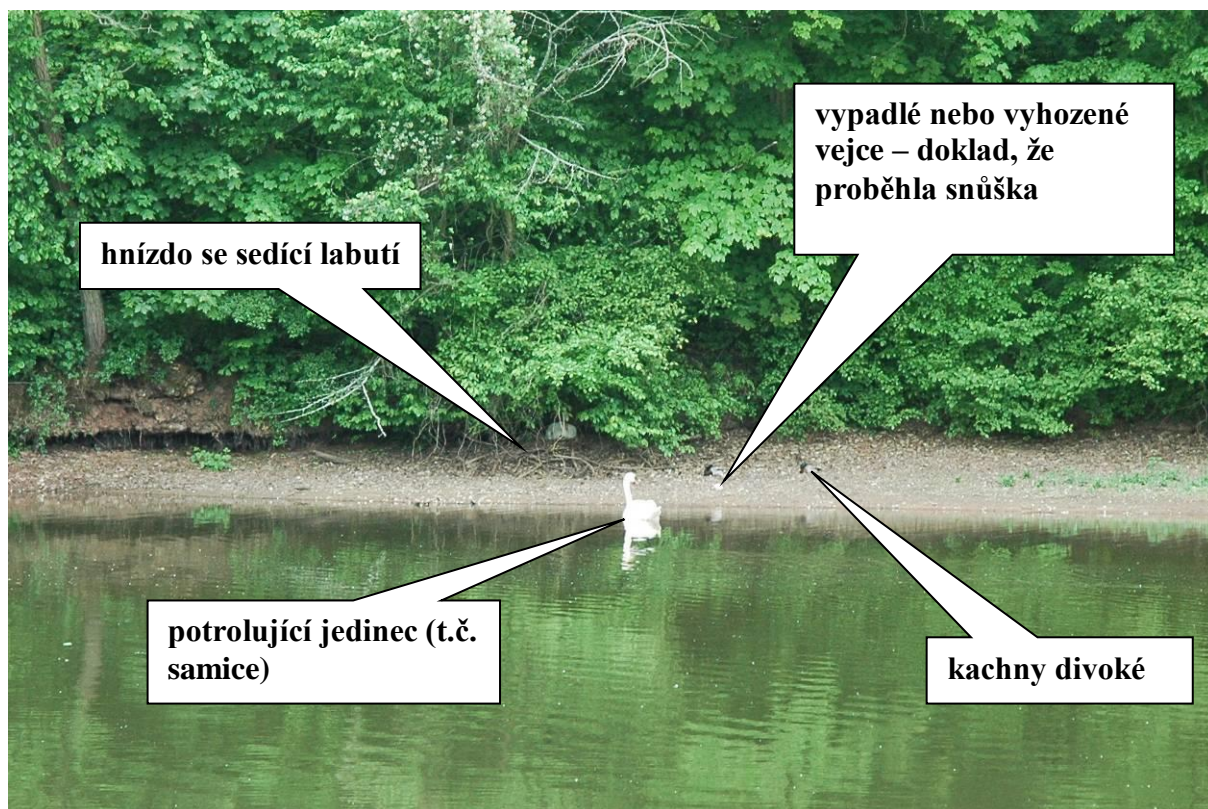 vypadlé nebo vyhozené
vejce – doklad, že
proběhla snůška
hnízdo se sedící labutí
potrolující jedinec (t.č.
samice)
kachny divoké